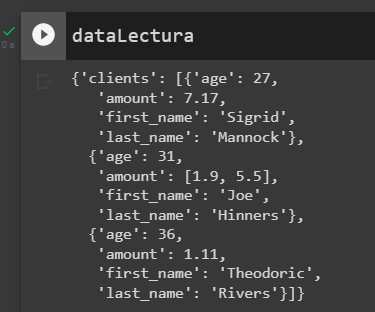 dataLectura
0 s
{'clients': [{'age': 27,
'amount': 7.17,
'first_name': 'Sigrid',
'last_name': 'Mannock'},
{'age': 31,
'amount': [1.9, 5.5],
'first_name': 'Joe',
'last_name': 'Hinners'},
{'age': 36,
'amount': 1.11,
'first_name': 'Theodoric',
'last_name': 'Rivers'}]}